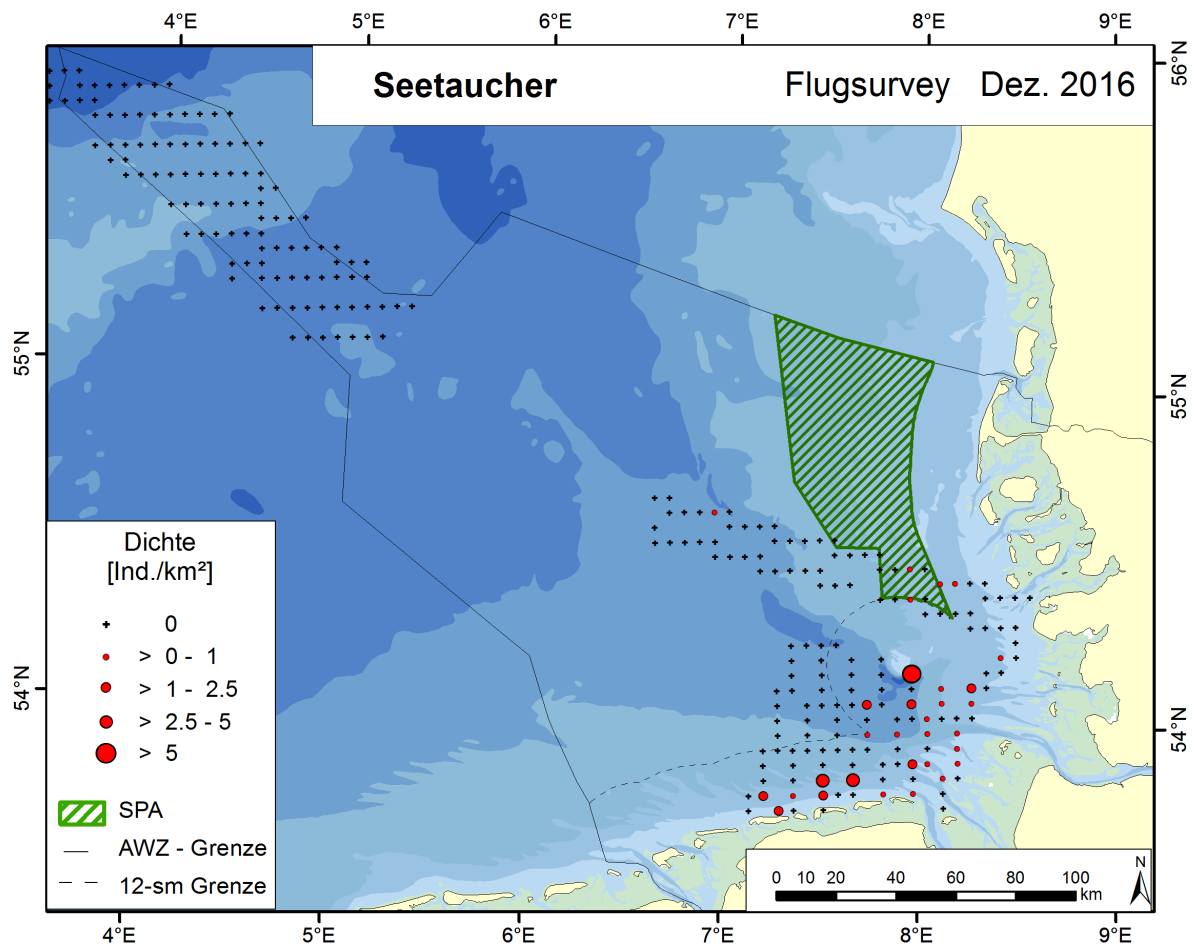 4°E 5°E 6°E 7°E 8°E 9°E
Seetaucher Flugsurvey Dez. 2016
56°N
55°N 55°N
54°N 54°N
Dichte
[Ind./km²]
0
> 0 - 1
> 1 - 2.5
> 2.5 - 5
> 5
SPA
AWZ - Grenze
12-sm Grenze
N
0 10 20 40 60 80 100
km
4°E 5°E 6°E 7°E 8°E 9°E